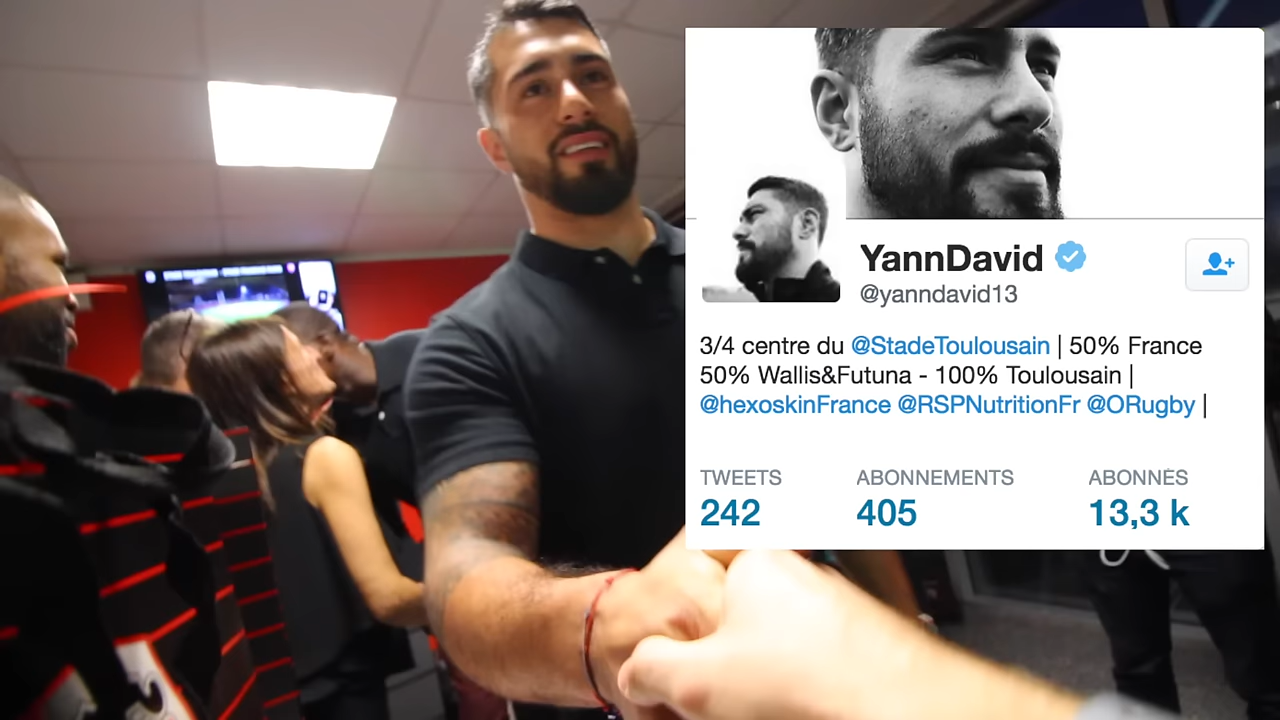 YannDavid
@yanndavid13
3/4 centre du @StadeToulousain | 50% France
50% Wallis&Futuna - 100% Toulousain |
@hexoskinFrance @RSPNutritionFr @ORugby |
TWEETS ABONNEMENTS ABONNÉS
242 405 13,3 k